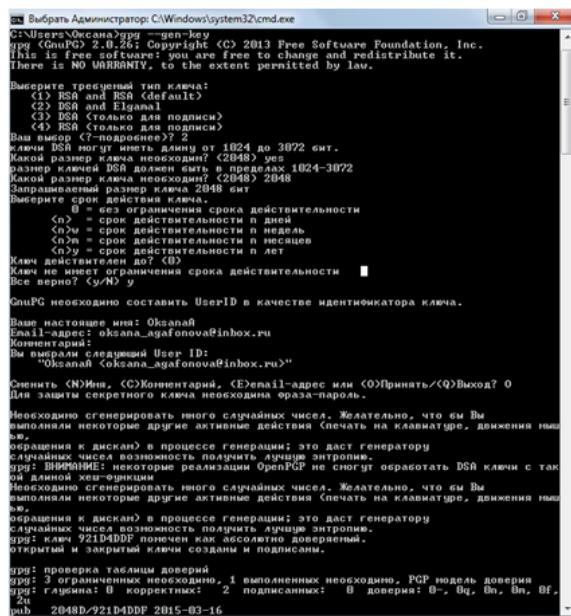 Выбрать Администратор: C:\Windows\system32\cmd.exe
C:\Users\Оксана>gpg --gen-key
gpg (GnuPG) 2.0.26; Copyright (C) 2013 Free Software Foundation, Inc.
This is free software: you are free to change and redistribute it.
There is NO WARRANTY, to the extent permitted by law.

Выберите требуемый тип ключа:
   (1) RSA and RSA (default)
   (2) DSA and Elgamal
   (3) DSA (только для подписи)
   (4) RSA (только для подписи)
Ваш выбор (?-подробнее)? 2
ключи DSA могут иметь длину от 1024 до 3072 бит.
Какой размер ключа необходим? (2048) yes
размер ключей DSA должен быть в пределах 1024-3072
Какой размер ключа необходим? (2048) 2048
Запрашиваемый размер ключа 2048 бит
Выберите срок действия ключа.
         0 = без ограничения срока действительности
      <n>  = срок действительности n дней
      <n>w = срок действительности n недель
      <n>m = срок действительности n месяцев
      <n>y = срок действительности n лет
Ключ действителен до? (0)
Ключ не имеет ограничения срока действительности
Все верно? (y/N) y

GnuPG необходимо составить UserID в качестве идентификатора ключа.

Ваше настоящее имя: OksanaA
Email-адрес: oksana_agafonova@inbox.ru
Комментарий:
Вы выбрали следующий User ID:
    "OksanaA <oksana_agafonova@inbox.ru>"

Сменить (N)Имя, (C)Комментарий, (E)email-адрес или (O)Принять/(Q)Выход? O
Для защиты секретного ключа необходима фраза-пароль.

Необходимо сгенерировать много случайных чисел. Желательно, что бы Вы
выполняли некоторые другие активные действия (печать на клавиатуре, движения мыш
ью,
обращения к дискам) в процессе генерации; это даст генератору
случайных чисел возможность получить лучшую энтропию.
gpg: ВНИМАНИЕ: некоторые реализации OpenPGP не смогут обработать DSA ключи с так
ой длиной хеш-функции
Необходимо сгенерировать много случайных чисел. Желательно, что бы Вы
выполняли некоторые другие активные действия (печать на клавиатуре, движения мыш
ью,
обращения к дискам) в процессе генерации; это даст генератору
случайных чисел возможность получить лучшую энтропию.
gpg: ключ 921D4DDF помечен как абсолютно доверяемый.
открытый и закрытый ключи созданы и подписаны.

gpg: проверка таблицы доверий
gpg: 3 ограниченных необходимо, 1 выполненных необходимо, PGP модель доверия
gpg: глубина: 0  корректных:   2  подписанных:   0  доверия: 0-, 0q, 0n, 0m, 0f,
 2u
pub   2048D/921D4DDF 2015-03-16